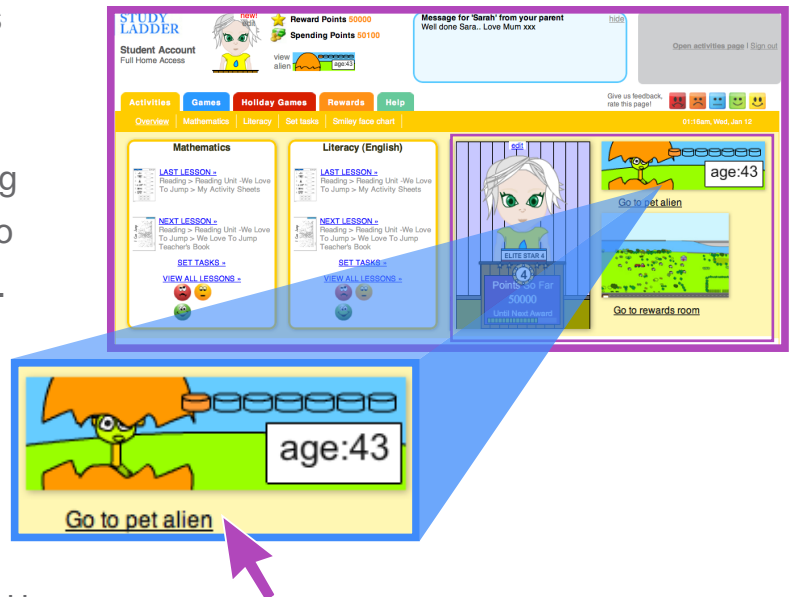 STUDY
LADDER
Student Account
Full Home Access
new!
edit
Reward Points 50000
Spending Points 50100
view
alien
age:43
Message for 'Sarah' from your parent
hide
Well done Sara.. Love Mum xxx
Open activities page | Sign out
Activities
Games
Holiday Games
Rewards
Help
Give us feedback,
rate this page!
Overview
Mathematics
Literacy
Set tasks
Smiley face chart
01:16am, Wed, Jan 12
Mathematics
LAST LESSON »
Reading > Reading Unit -We Love
To Jump > My Activity Sheets
NEXT LESSON »
Reading > Reading Unit -We Love
To Jump > We Love To Jump
Teacher's Book
SET TASKS »
VIEW ALL LESSONS »
Literacy (English)
LAST LESSON »
Reading > Reading Unit -We Love
To Jump > My Activity Sheets
NEXT LESSON »
Reading > Reading Unit -We Love
To Jump > We Love To Jump
Teacher's Book
SET TASKS »
VIEW ALL LESSONS »
edit
ELITE STAR 4
4
Points So Far
50000
Until Next Award
age:43
Go to pet alien
Go to rewards room
s
g
o
.
age:43
Go to pet alien